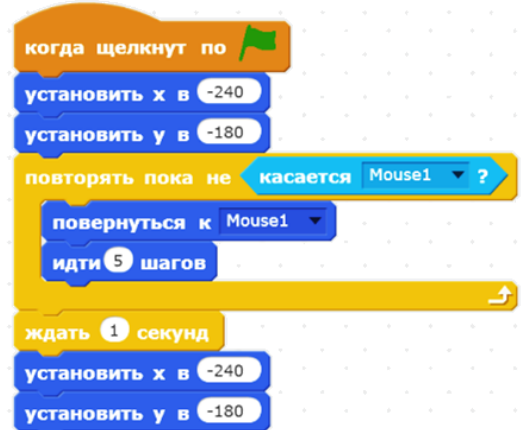 когда щелкнут по
установить x в -240
установить y в -180
повторять пока не касается Mouse1 ?
повернуться к Mouse1
идти 5 шагов
ждать 1 секунд
установить x в -240
установить y в -180